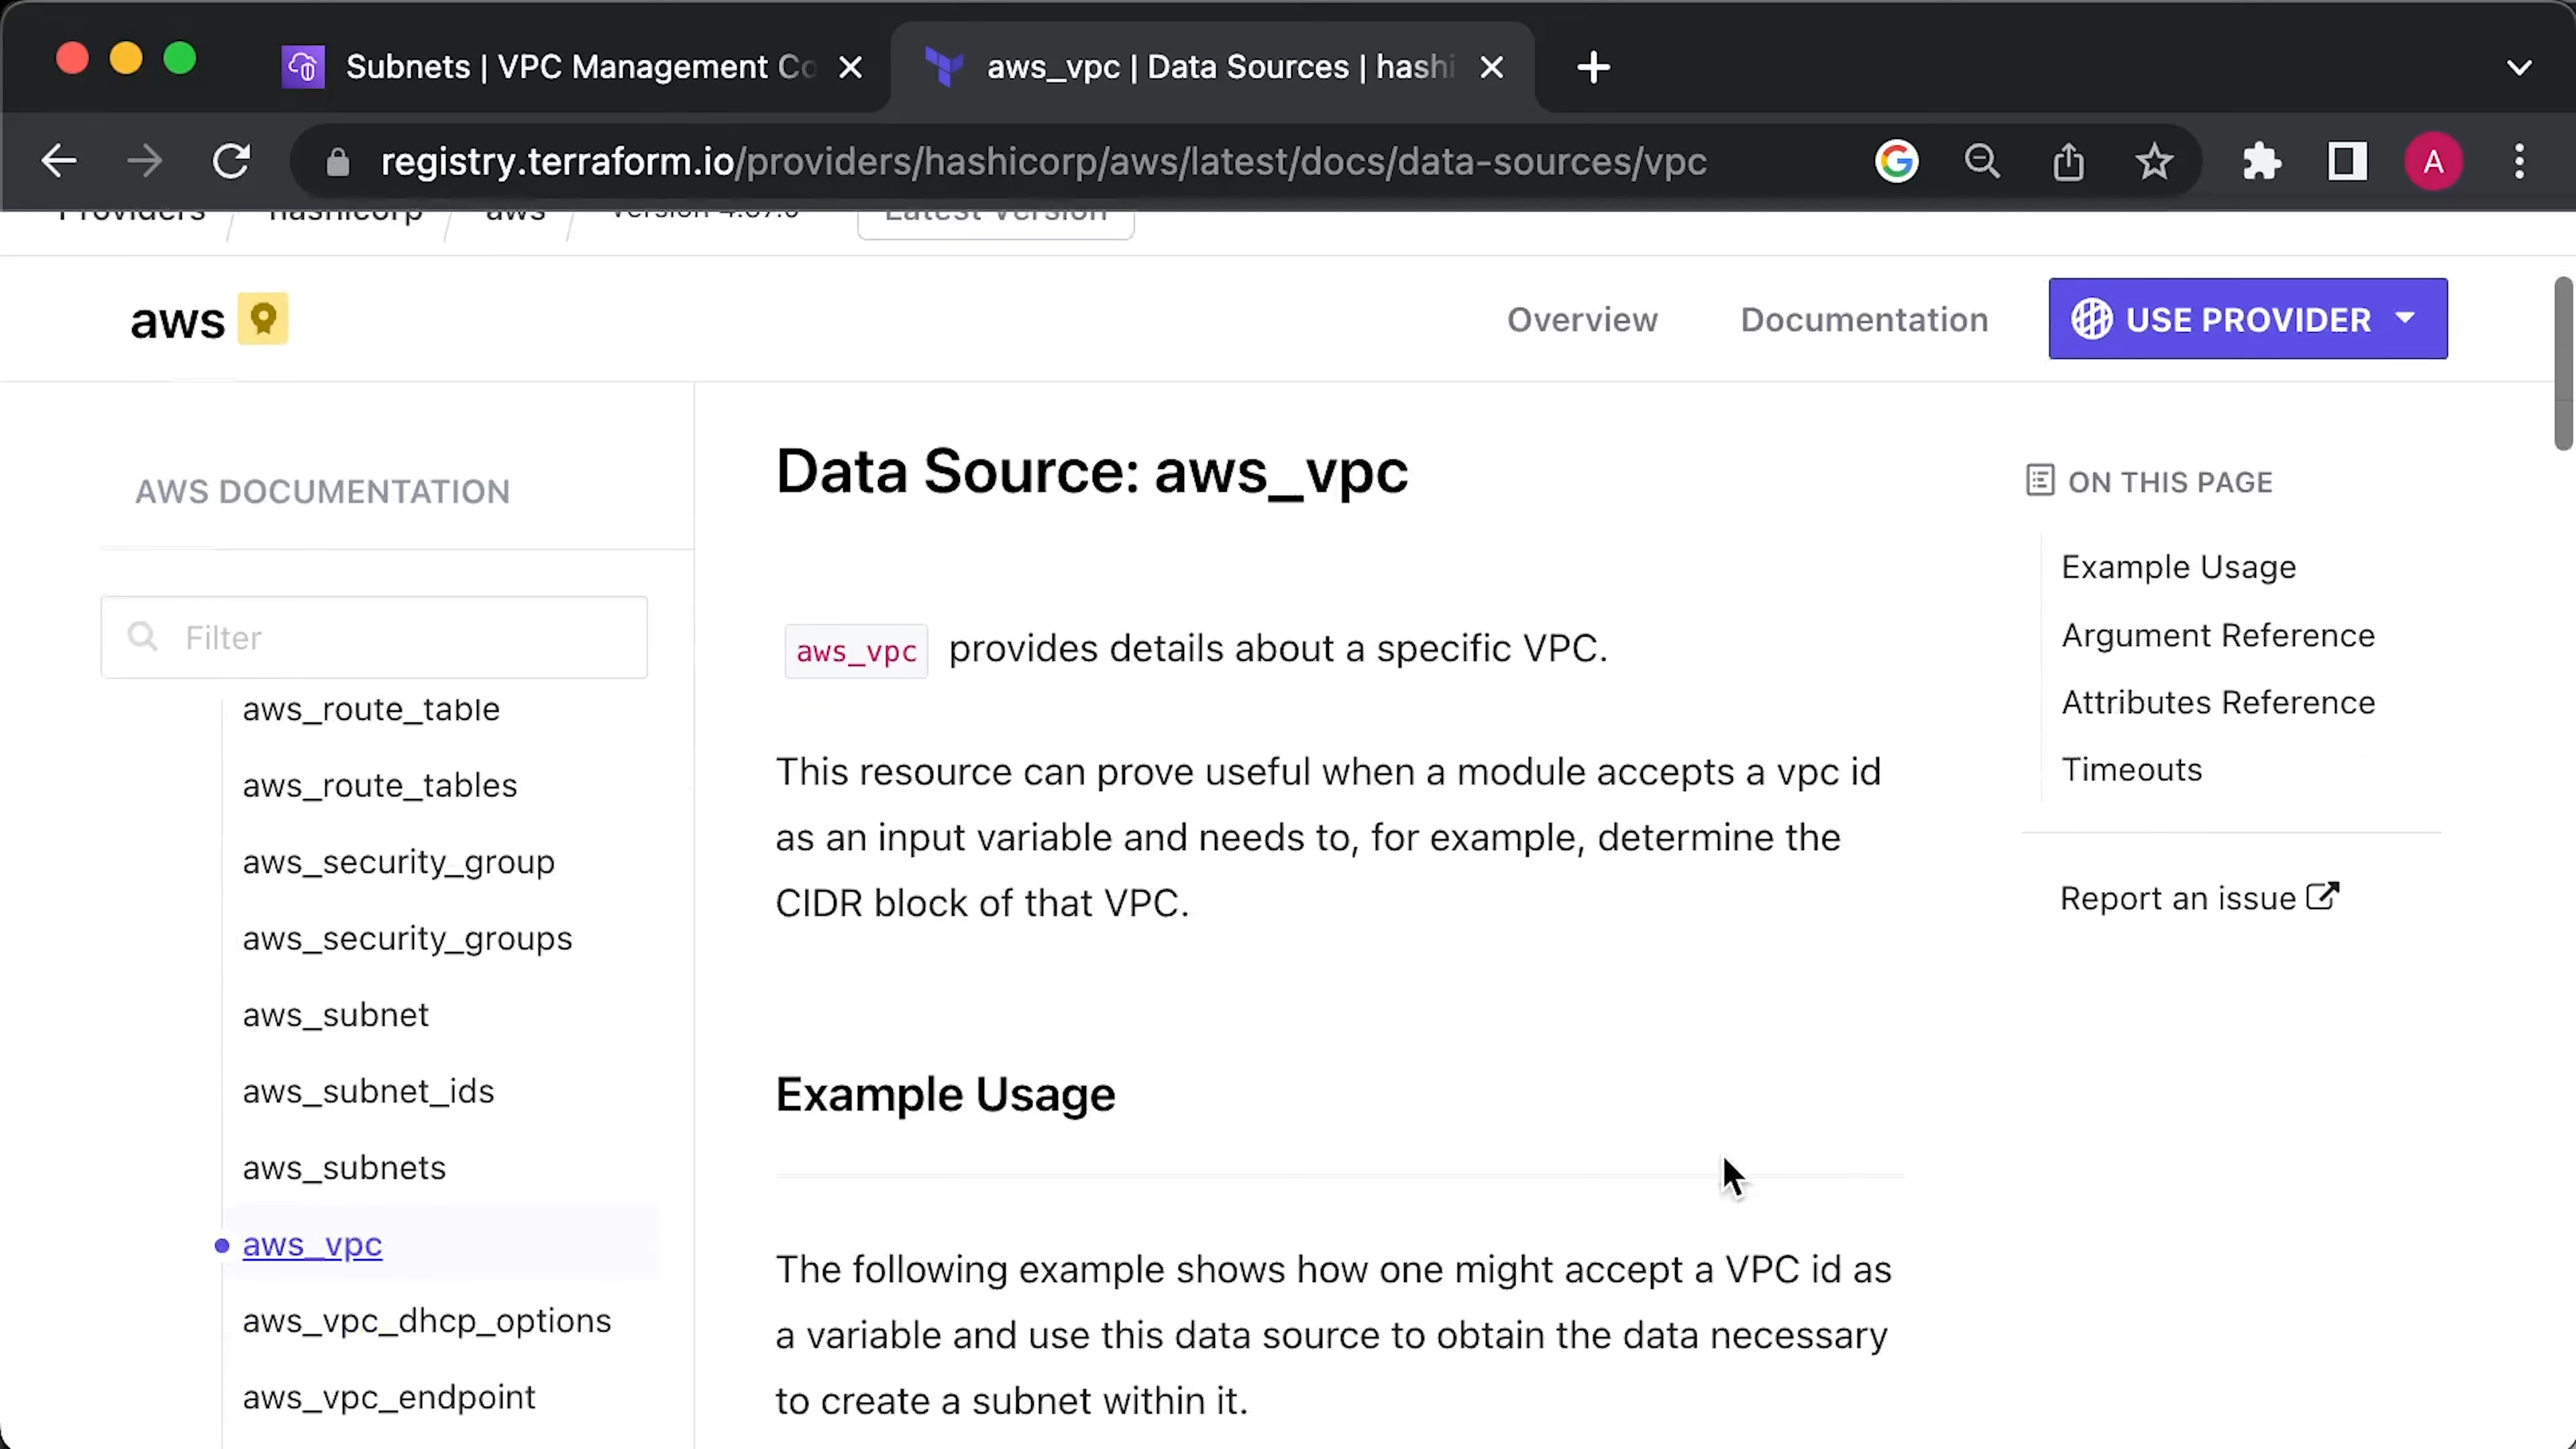 Subnets | VPC Management Co
aws_vpc | Data Sources | hashi
registry.terraform.io/providers/hashicorp/aws/latest/docs/data-sources/vpc
A
Providers / hashicorp / aws / Latest Version
aws
Overview
Documentation
USE PROVIDER
AWS DOCUMENTATION
Filter
aws_route_table
aws_route_tables
aws_security_group
aws_security_groups
aws_subnet
aws_subnet_ids
aws_subnets
aws_vpc
aws_vpc_dhcp_options
aws_vpc_endpoint
Data Source: aws_vpc
aws_vpc provides details about a specific VPC.
This resource can prove useful when a module accepts a vpc id
as an input variable and needs to, for example, determine the
CIDR block of that VPC.
Example Usage
The following example shows how one might accept a VPC id as
a variable and use this data source to obtain the data necessary
to create a subnet within it.
ON THIS PAGE
Example Usage
Argument Reference
Attributes Reference
Timeouts
Report an issue